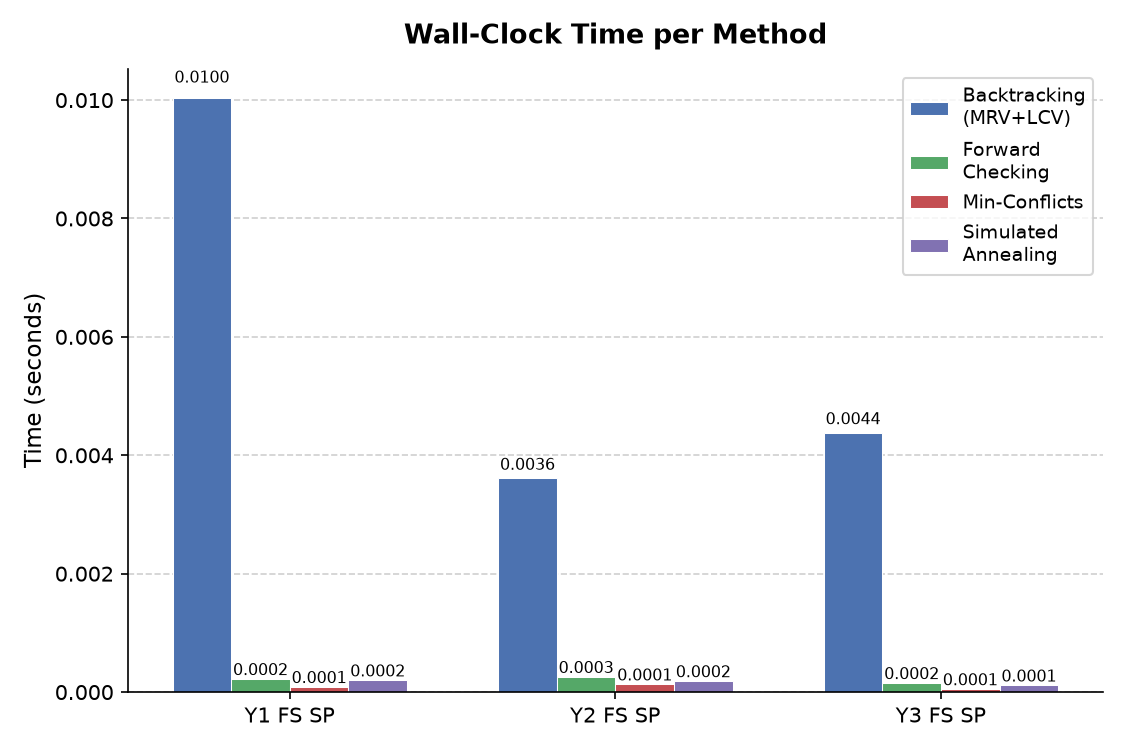 Wall-Clock Time per Method
Time (seconds)
0.010
0.008
0.006
0.004
0.002
0.000
0.0100
0.0002
0.0001
0.0002
0.0036
0.0003
0.0001
0.0002
0.0044
0.0002
0.0001
0.0001
Y1 FS SP
Y2 FS SP
Y3 FS SP
Backtracking
(MRV+LCV)
Forward
Checking
Min-Conflicts
Simulated
Annealing